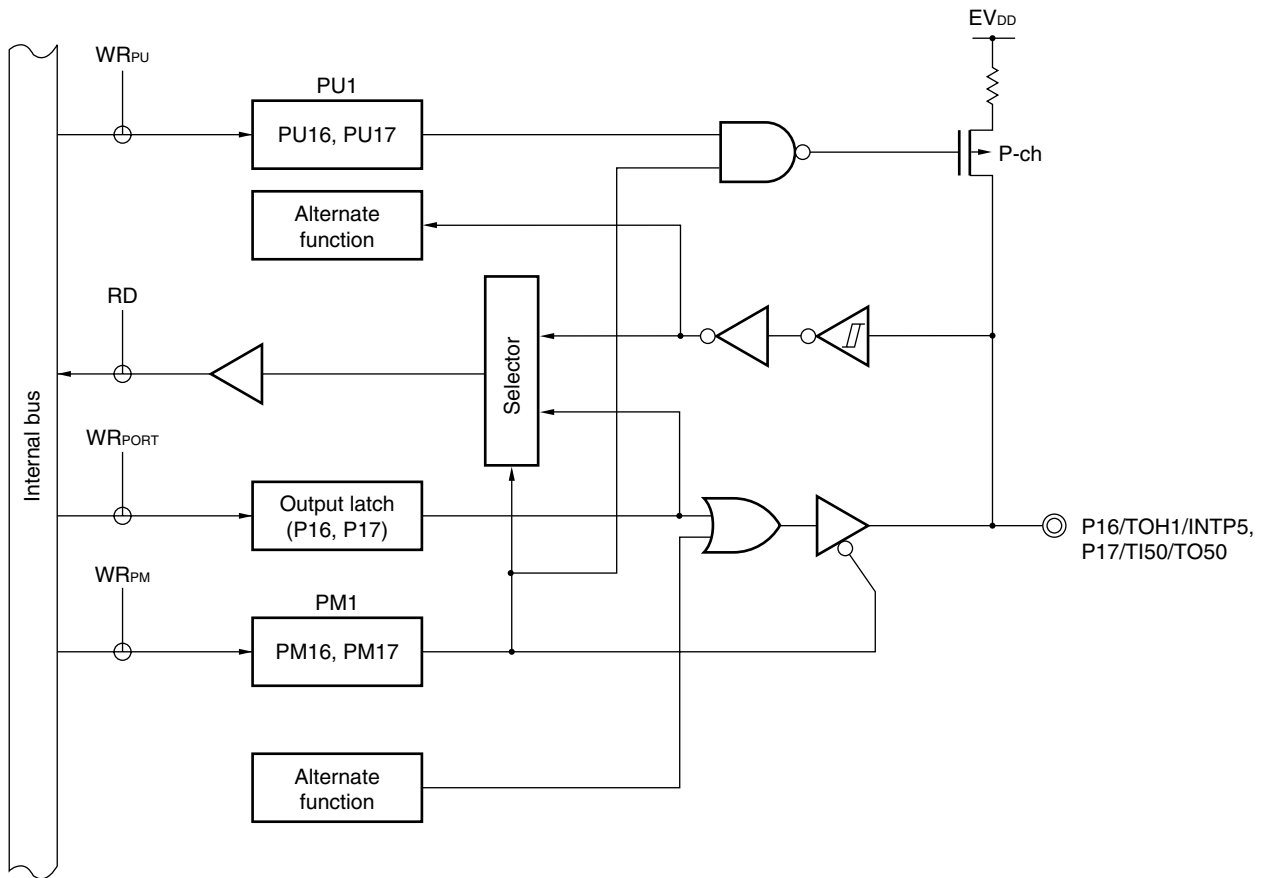 EVDD
WRPU
PU1
PU16, PU17
P-ch
Alternate
function
RD
Selector
Internal bus
WRPORT
Output latch
(P16, P17)
P16/TOH1/INTP5,
P17/TI50/TO50
WRPM
PM1
PM16, PM17
Alternate
function